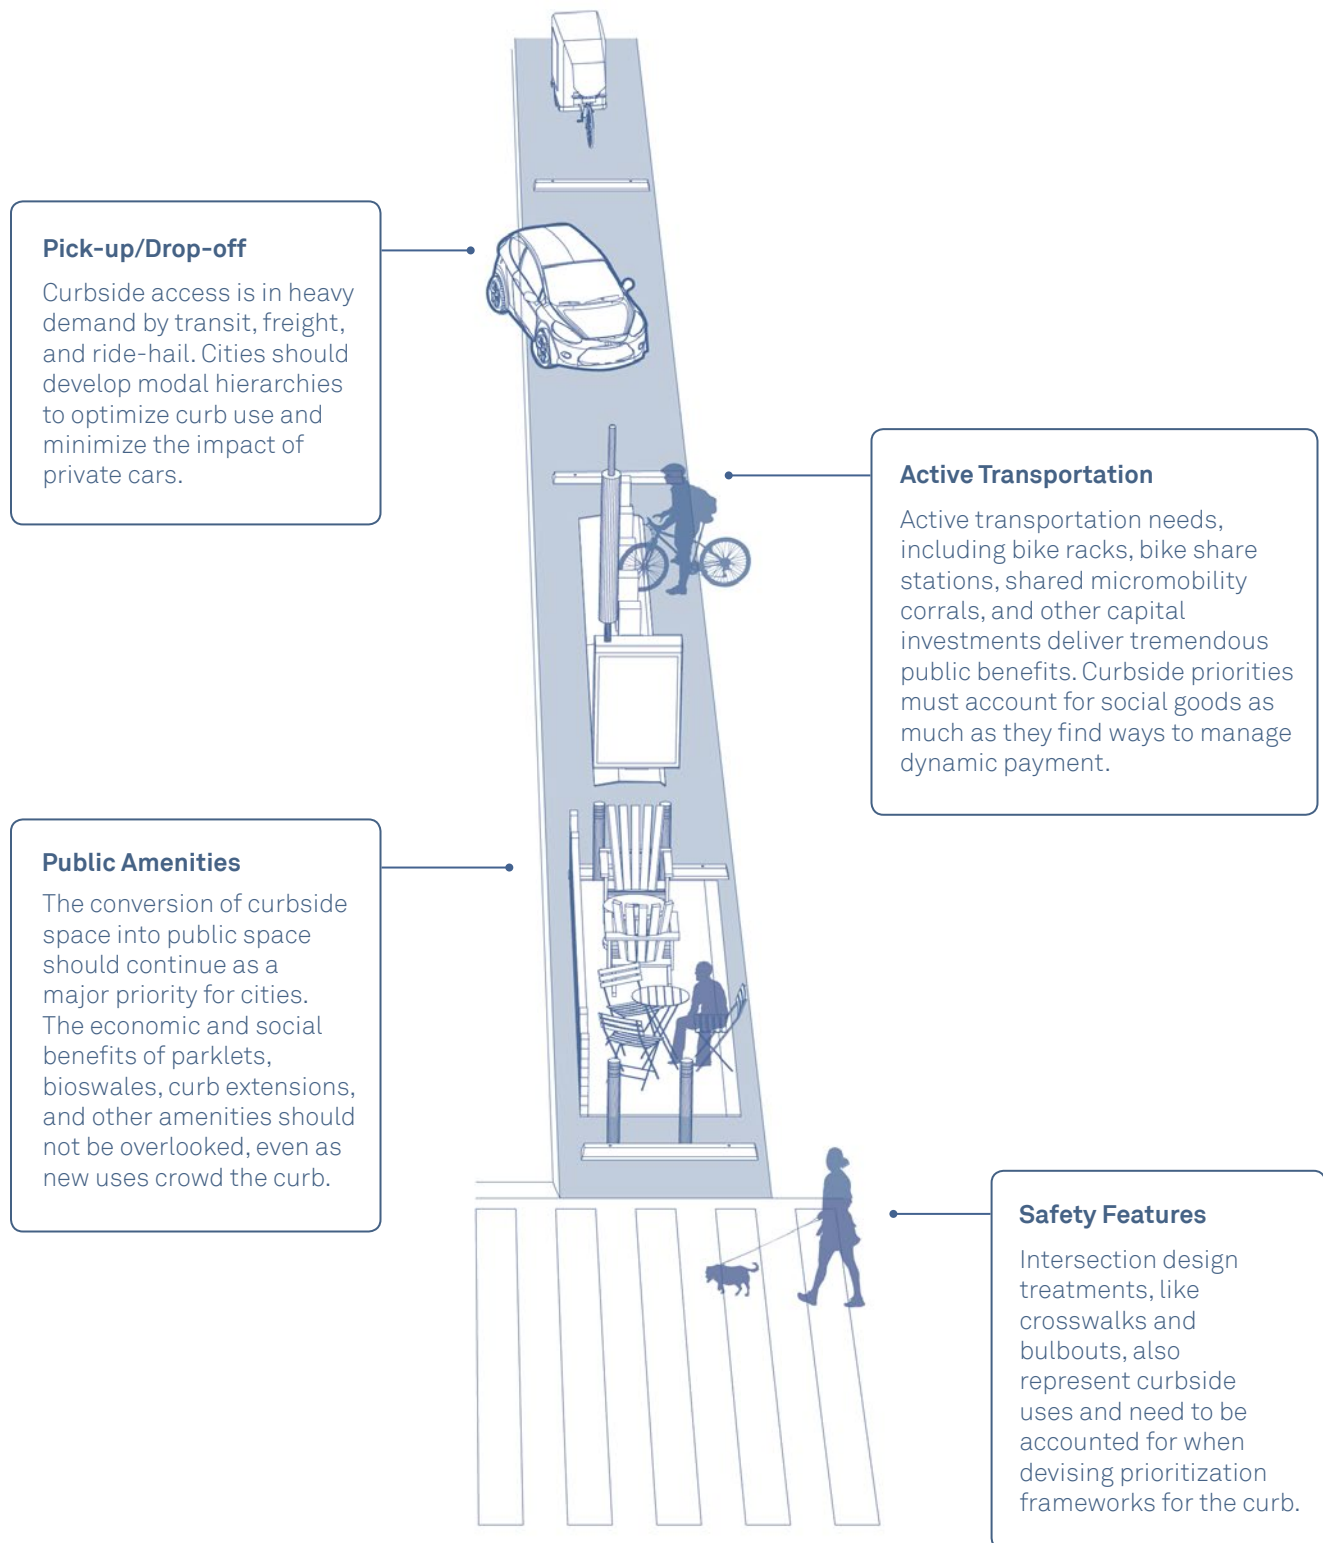 Pick-up/Drop-off
Curbside access is in heavy
demand by transit, freight,
and ride-hail. Cities should
develop modal hierarchies
to optimize curb use and
minimize the impact of
private cars.
Active Transportation
Active transportation needs,
including bike racks, bike share
stations, shared micromobility
corrals, and other capital
investments deliver tremendous
public benefits. Curbside priorities
must account for social goods as
much as they find ways to manage
dynamic payment.
Public Amenities
The conversion of curbside
space into public space
should continue as a
major priority for cities.
The economic and social
benefits of parklets,
bioswales, curb extensions,
and other amenities should
not be overlooked, even as
new uses crowd the curb.
Safety Features
Intersection design
treatments, like
crosswalks and
bulbouts, also
represent curbside
uses and need to be
accounted for when
devising prioritization
frameworks for the curb.